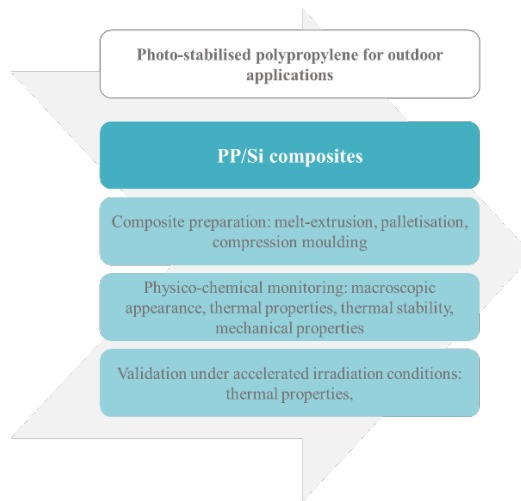 Photo-stabilised polypropylene for outdoor
applications
PP/Si composites
Composite preparation: melt-extrusion, palletisation,
compression moulding
Physico-chemical monitoring: macroscopic
appearance, thermal properties, thermal stability,
mechanical properties
Validation under accelerated irradiation conditions:
thermal properties,